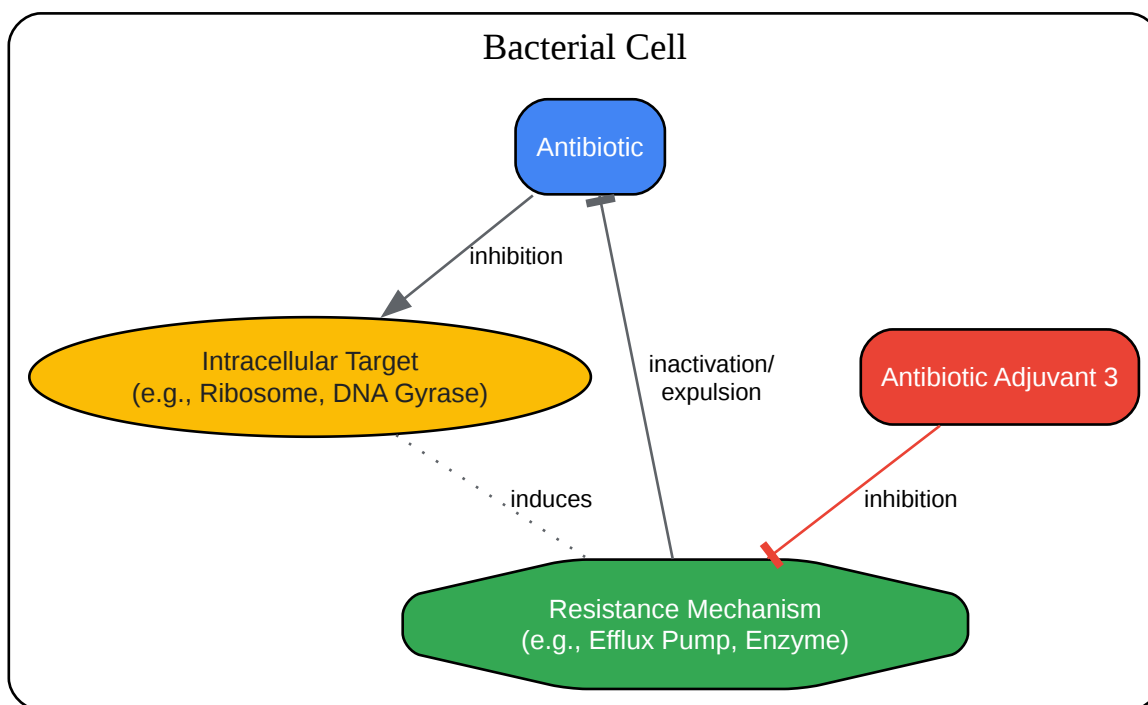 Bacterial Cell
Antibiotic
inhibition
Intracellular Target
(e.g., Ribosome, DNA Gyrase)
inactivation/
expulsion
Antibiotic Adjuvant 3
induces
inhibition
Resistance Mechanism
(e.g., Efflux Pump, Enzyme)